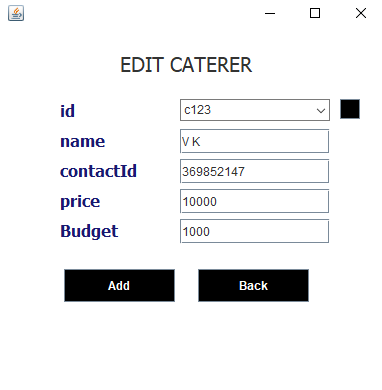 EDIT CATERER
id c123
name V K
contactId 369852147
price 10000
Budget 1000
Add Back